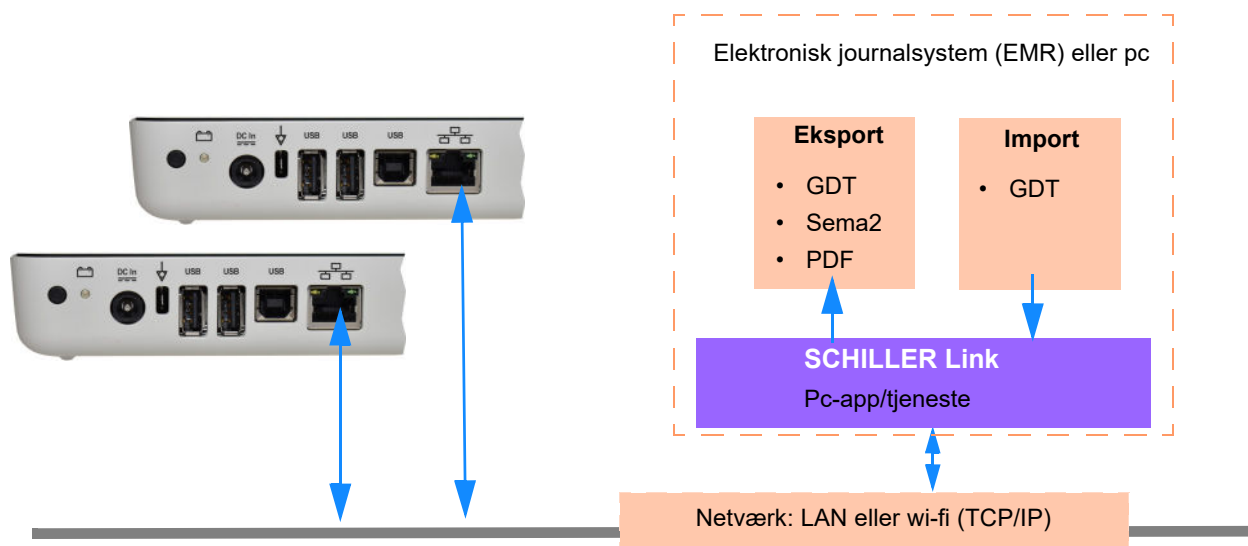 Elektronisk journalsystem (EMR) eller pc
DC In
USB
USB
USB
DC In
USB
USB
USB
Eksport
• GDT
• Sema2
• PDF
Import
• GDT
SCHILLER Link
Pc-app/tjeneste
Netværk: LAN eller wi-fi (TCP/IP)